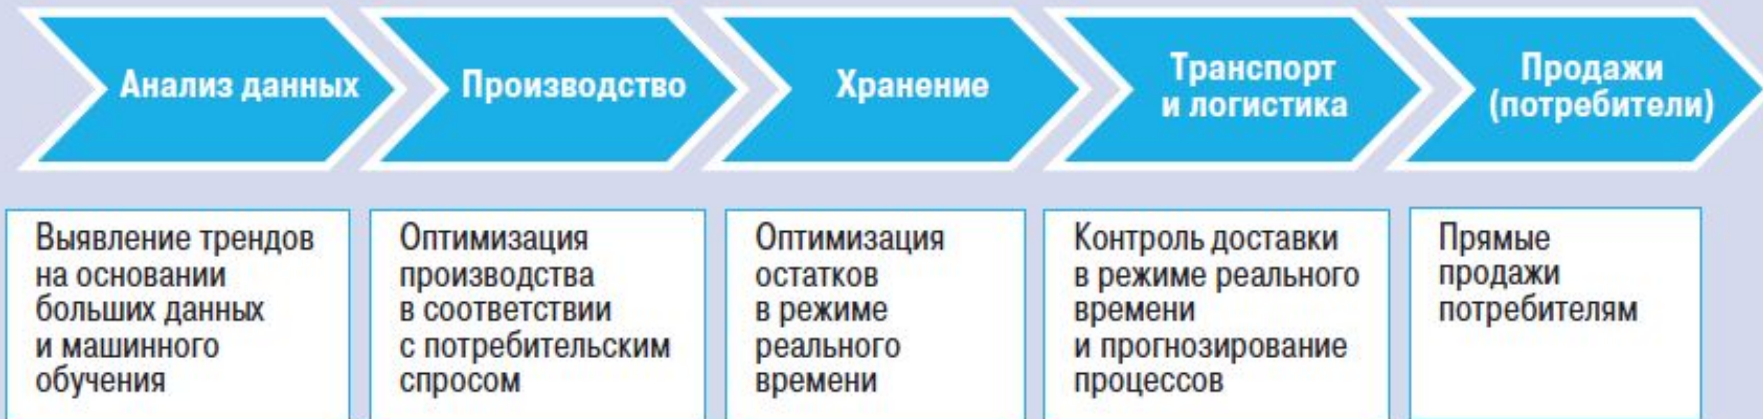 Анализ данных
Производство
Хранение
Транспорт
и логистика
Продажи
(потребители)
Выявление трендов
на основании
больших данных
и машинного
обучения
Оптимизация
производства
в соответствии
с потребительским
спросом
Оптимизация
остатков
в режиме
реального
времени
Контроль доставки
в режиме реального
времени
и прогнозирование
процессов
Прямые
продажи
потребителям